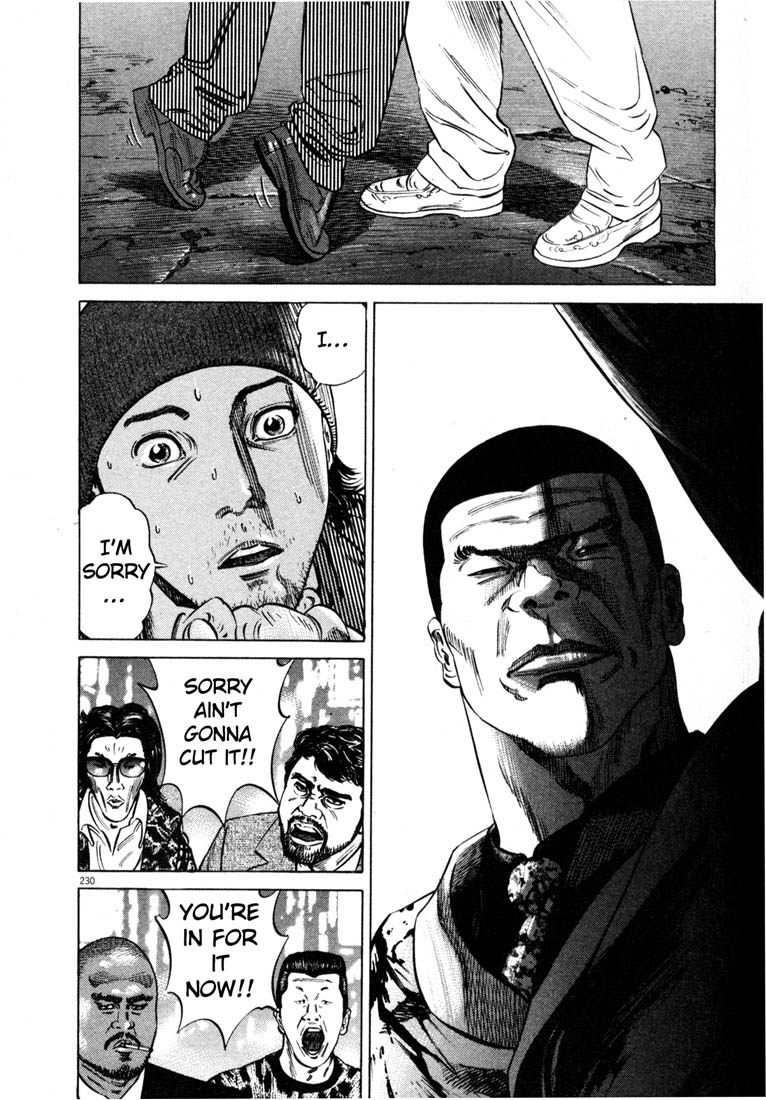 I...
I'M
SORRY
...
SORRY
AIN'T
GONNA
CUT IT!!
230
YOU'RE
IN FOR
IT
NOW!!